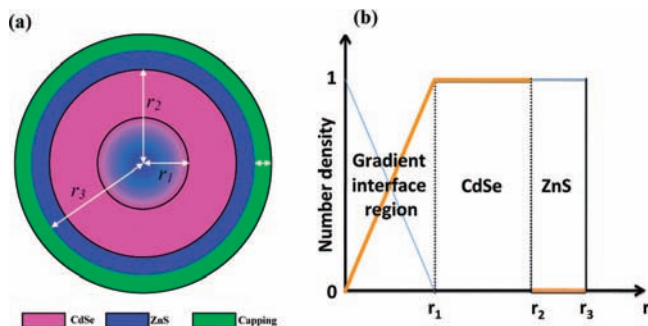 (a)
r2
r1
r3
CdSe
ZnS
Capping
(b)
Number density
1
0
Gradient
interface
region
CdSe
ZnS
r1
r2
r3
r